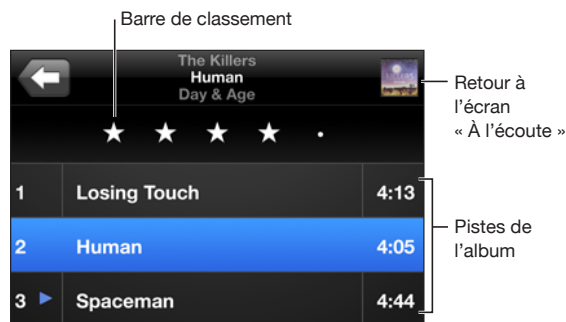 Barre de classement
The Killers
Human
Day & Age
Retour à
l'écran
« À l'écoute »
1 Losing Touch 4:13
2 Human 4:05
3 Spaceman 4:44
Pistes de
l'album